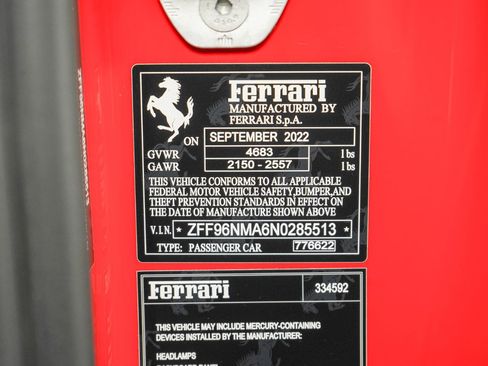 Ferrari
MANUFACTURED BY
FERRARI S.p.A.
ON SEPTEMBER 2022
GVWR 4683 lbs
GAWR 2150 - 2557 lbs
THIS VEHICLE CONFORMS TO ALL APPLICABLE
FEDERAL MOTOR VEHICLE SAFETY,BUMPER,AND
THEFT PREVENTION STANDARDS IN EFFECT ON
THE DATE OF MANUFACTURE SHOWN ABOVE
V.I.N. * ZFF96NMA6N0285513 *
TYPE: PASSENGER CAR 776622
Ferrari 334592
THIS VEHICLE MAY INCLUDE MERCURY-CONTAINING
DEVICES INSTALLED BY THE MANUFACTURER:
HEADLAMPS